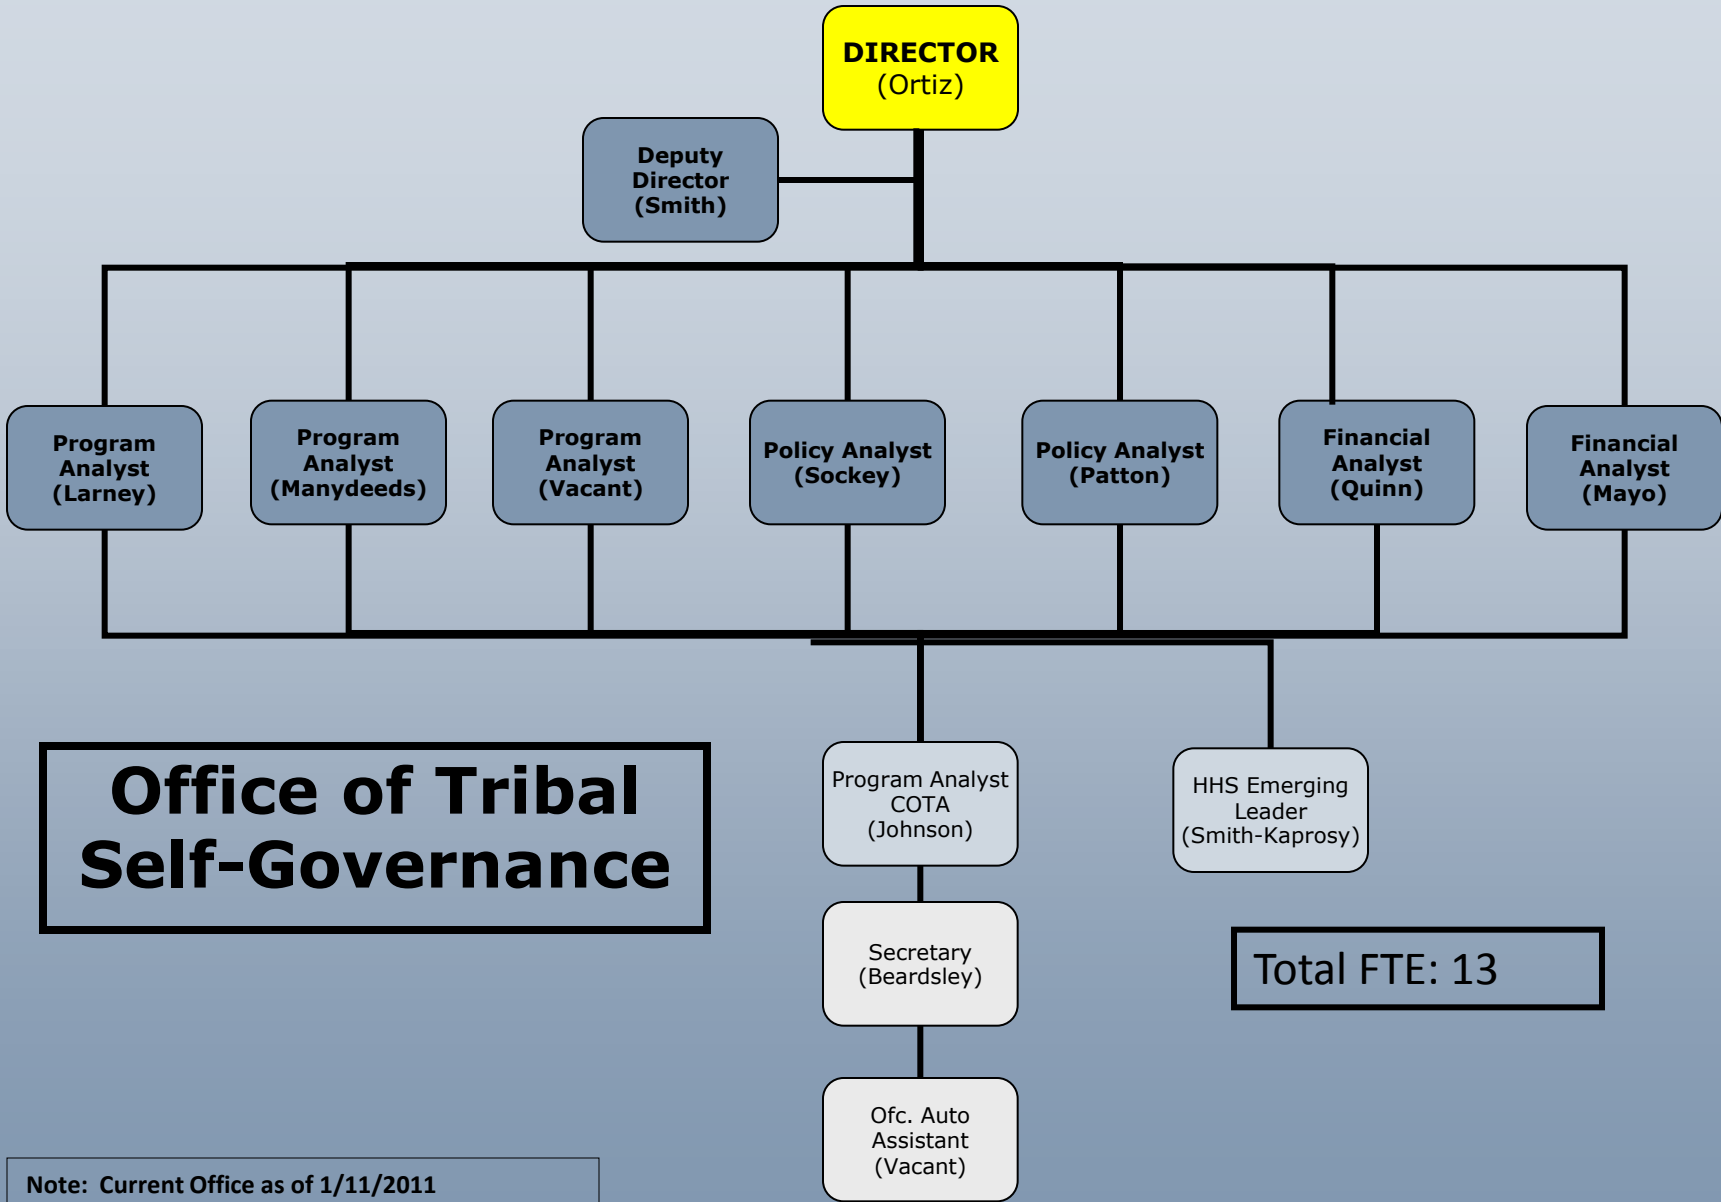 DIRECTOR
(Ortiz)
Deputy
Director
(Smith)
Program
Analyst
(Larney)
Program
Analyst
(Manydeeds)
Program
Analyst
(Vacant)
Policy Analyst
(Sockey)
Policy Analyst
(Patton)
Financial
Analyst
(Quinn)
Financial
Analyst
(Mayo)
Office of Tribal
Self-Governance
Program Analyst
COTA
(Johnson)
HHS Emerging
Leader
(Smith-Kaprosy)
Secretary
(Beardsley)
Total FTE: 13
Ofc. Auto
Assistant
(Vacant)
Note: Current Office as of 1/11/2011